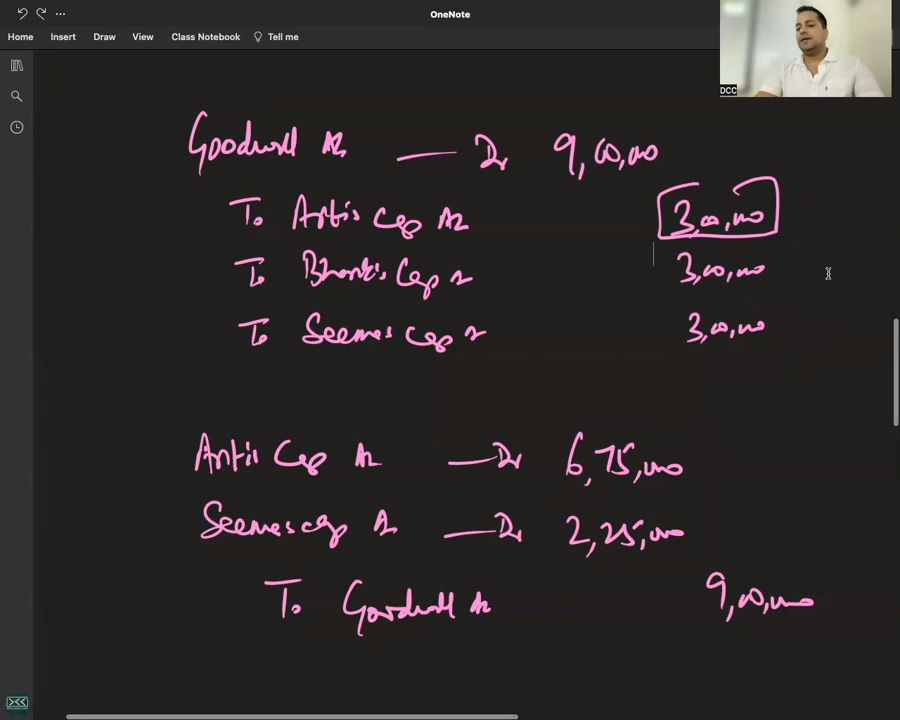 OneNote
Home Insert Draw View Class Notebook Tell me
DCC
Goodwill A/c — Dr 9,00,000
To Arti's Cap A/c 3,00,000
To Bharti's Cap A/c 3,00,000
To Seema's Cap A/c 3,00,000
Arti's Cap A/c — Dr 6,75,000
Seema's Cap A/c — Dr 2,25,000
To Goodwill A/c 9,00,000